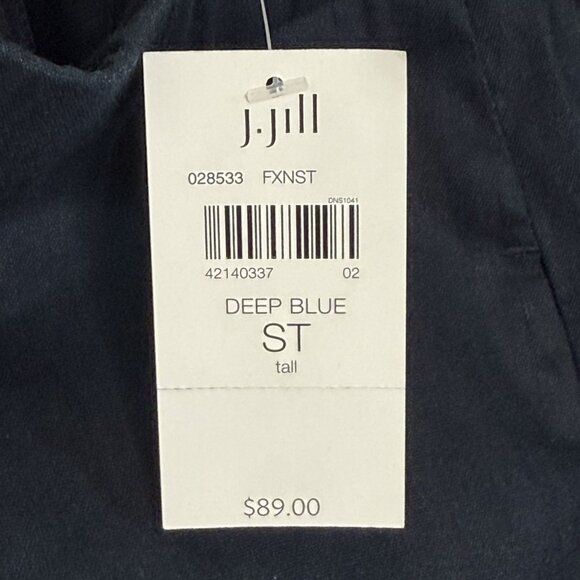 J.Jill
028533 FXNST
DNS1041
42140337 02
DEEP BLUE
ST
tall
$89.00